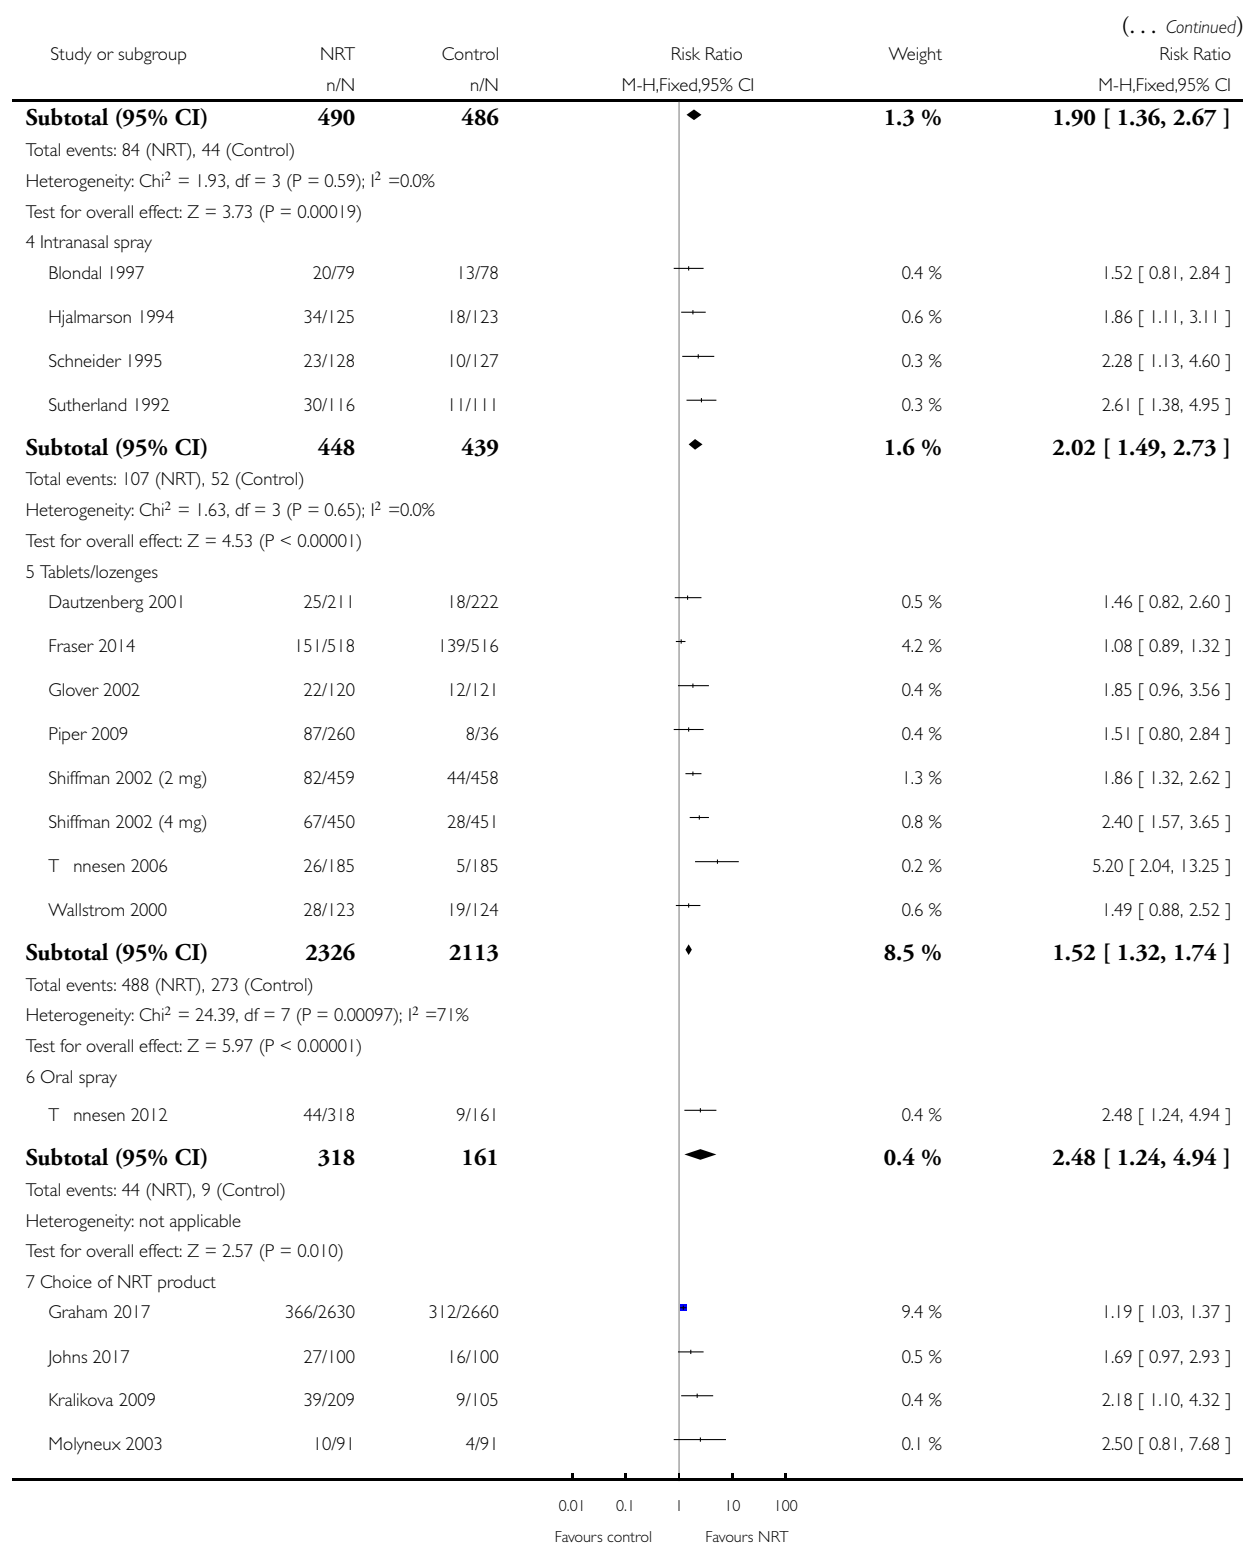 (... Continued)
Study or subgroup NRT Control Risk Ratio Weight Risk Ratio
n/N n/N M-H,Fixed,95% CI M-H,Fixed,95% CI
Subtotal (95% CI) 490 486 1.3 % 1.90 [ 1.36, 2.67 ]
Total events: 84 (NRT), 44 (Control)
Heterogeneity: Chi² = 1.93, df = 3 (P = 0.59); I² =0.0%
Test for overall effect: Z = 3.73 (P = 0.00019)
4 Intranasal spray
Blondal 1997 20/79 13/78 0.4 % 1.52 [ 0.81, 2.84 ]
Hjalmarson 1994 34/125 18/123 0.6 % 1.86 [ 1.11, 3.11 ]
Schneider 1995 23/128 10/127 0.3 % 2.28 [ 1.13, 4.60 ]
Sutherland 1992 30/116 11/111 0.3 % 2.61 [ 1.38, 4.95 ]
Subtotal (95% CI) 448 439 1.6 % 2.02 [ 1.49, 2.73 ]
Total events: 107 (NRT), 52 (Control)
Heterogeneity: Chi² = 1.63, df = 3 (P = 0.65); I² =0.0%
Test for overall effect: Z = 4.53 (P < 0.00001)
5 Tablets/lozenges
Dautzenberg 2001 25/211 18/222 0.5 % 1.46 [ 0.82, 2.60 ]
Fraser 2014 151/518 139/516 4.2 % 1.08 [ 0.89, 1.32 ]
Glover 2002 22/120 12/121 0.4 % 1.85 [ 0.96, 3.56 ]
Piper 2009 87/260 8/36 0.4 % 1.51 [ 0.80, 2.84 ]
Shiffman 2002 (2 mg) 82/459 44/458 1.3 % 1.86 [ 1.32, 2.62 ]
Shiffman 2002 (4 mg) 67/450 28/451 0.8 % 2.40 [ 1.57, 3.65 ]
T nnesen 2006 26/185 5/185 0.2 % 5.20 [ 2.04, 13.25 ]
Wallstrom 2000 28/123 19/124 0.6 % 1.49 [ 0.88, 2.52 ]
Subtotal (95% CI) 2326 2113 8.5 % 1.52 [ 1.32, 1.74 ]
Total events: 488 (NRT), 273 (Control)
Heterogeneity: Chi² = 24.39, df = 7 (P = 0.00097); I² =71%
Test for overall effect: Z = 5.97 (P < 0.00001)
6 Oral spray
T nnesen 2012 44/318 9/161 0.4 % 2.48 [ 1.24, 4.94 ]
Subtotal (95% CI) 318 161 0.4 % 2.48 [ 1.24, 4.94 ]
Total events: 44 (NRT), 9 (Control)
Heterogeneity: not applicable
Test for overall effect: Z = 2.57 (P = 0.010)
7 Choice of NRT product
Graham 2017 366/2630 312/2660 9.4 % 1.19 [ 1.03, 1.37 ]
Johns 2017 27/100 16/100 0.5 % 1.69 [ 0.97, 2.93 ]
Kralikova 2009 39/209 9/105 0.4 % 2.18 [ 1.10, 4.32 ]
Molyneux 2003 10/91 4/91 0.1 % 2.50 [ 0.81, 7.68 ]
0.01 0.1 1 10 100
Favours control Favours NRT